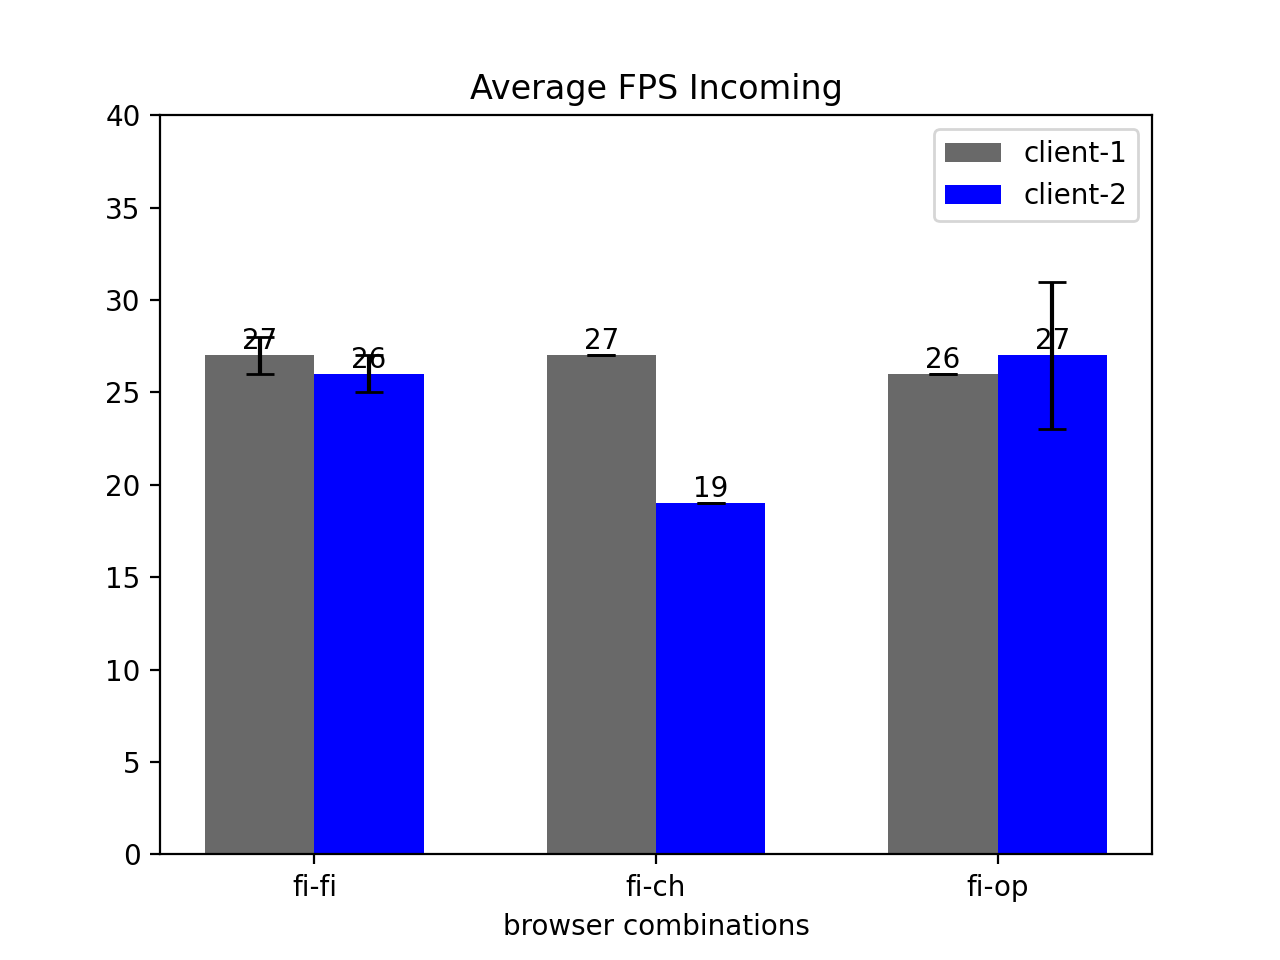 Average FPS Incoming
40
35
30
25
20
15
10
5
0
client-1
client-2
27
26
27
19
26
27
fi-fi
fi-ch
fi-op
browser combinations